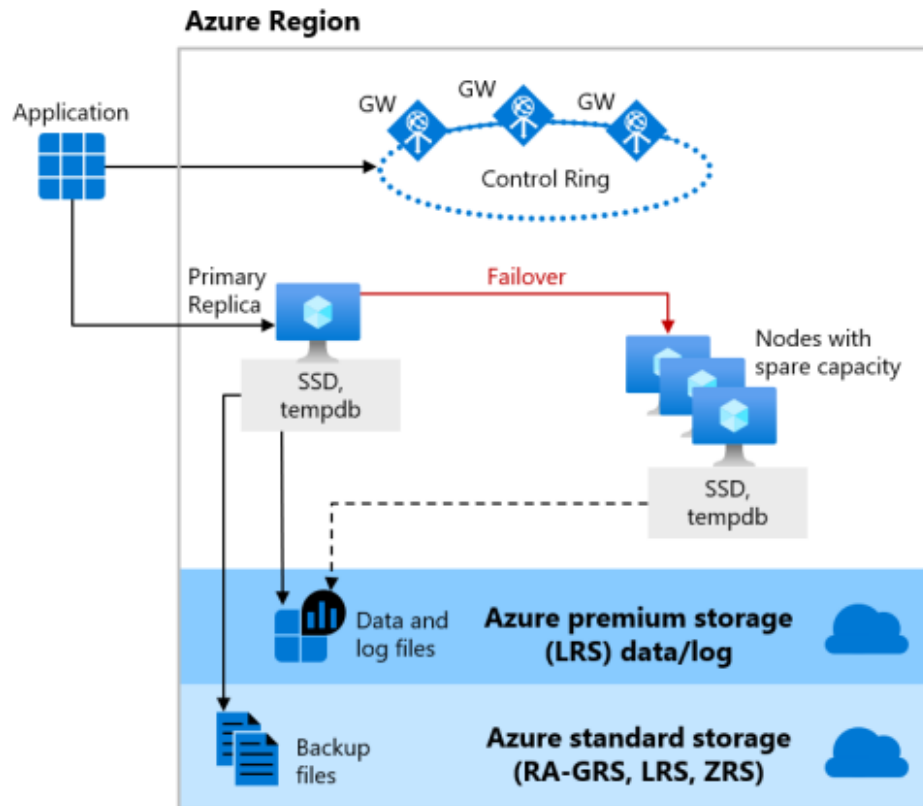 Azure Region
Application
GW
GW
GW
Control Ring
Primary
Replica
Failover
Nodes with
spare capacity
SSD,
tempdb
SSD,
tempdb
Data and
log files
Azure premium storage
(LRS) data/log
Backup
files
Azure standard storage
(RA-GRS, LRS, ZRS)